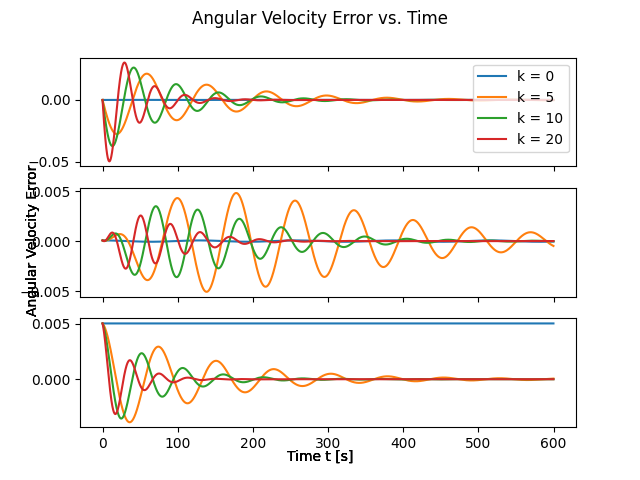 Angular Velocity Error vs. Time
k = 0
k = 5
k = 10
k = 20
0.00
−0.05
Angular Velocity Error
0.005
0.000
−0.005
0.005
0.000
0 100 200 300 400 500 600
Time t [s]